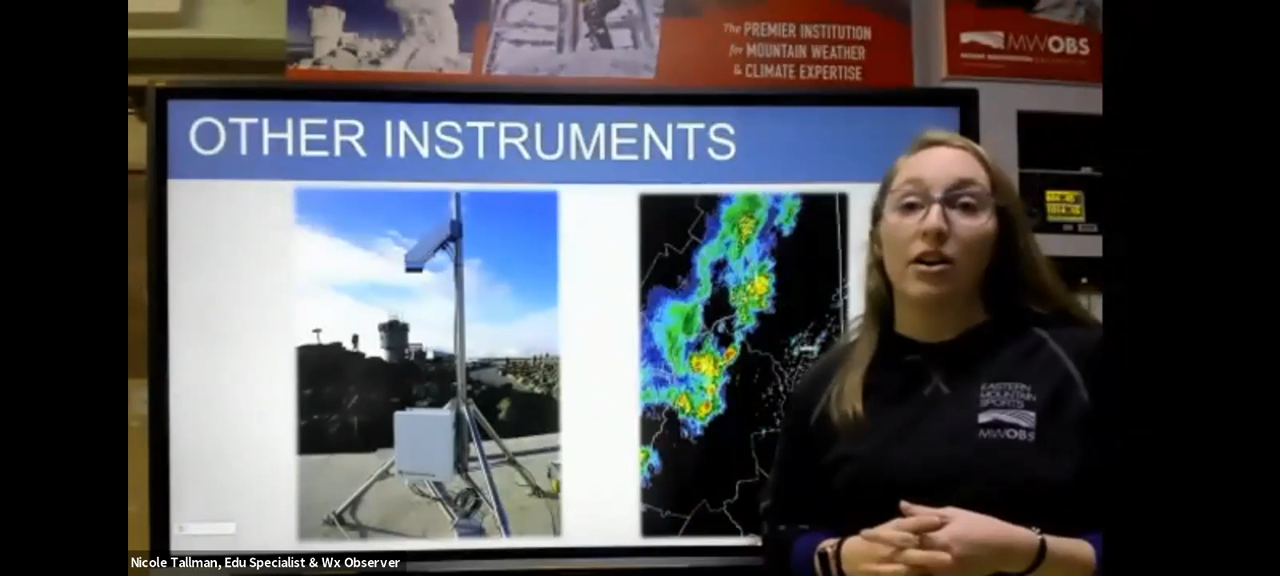 The PREMIER INSTITUTION
for MOUNTAIN WEATHER
& CLIMATE EXPERTISE
MWOBS
OTHER INSTRUMENTS
EASTERN
MOUNTAIN
SPORTS
MWOBS
Nicole Tallman, Edu Specialist & Wx Observer